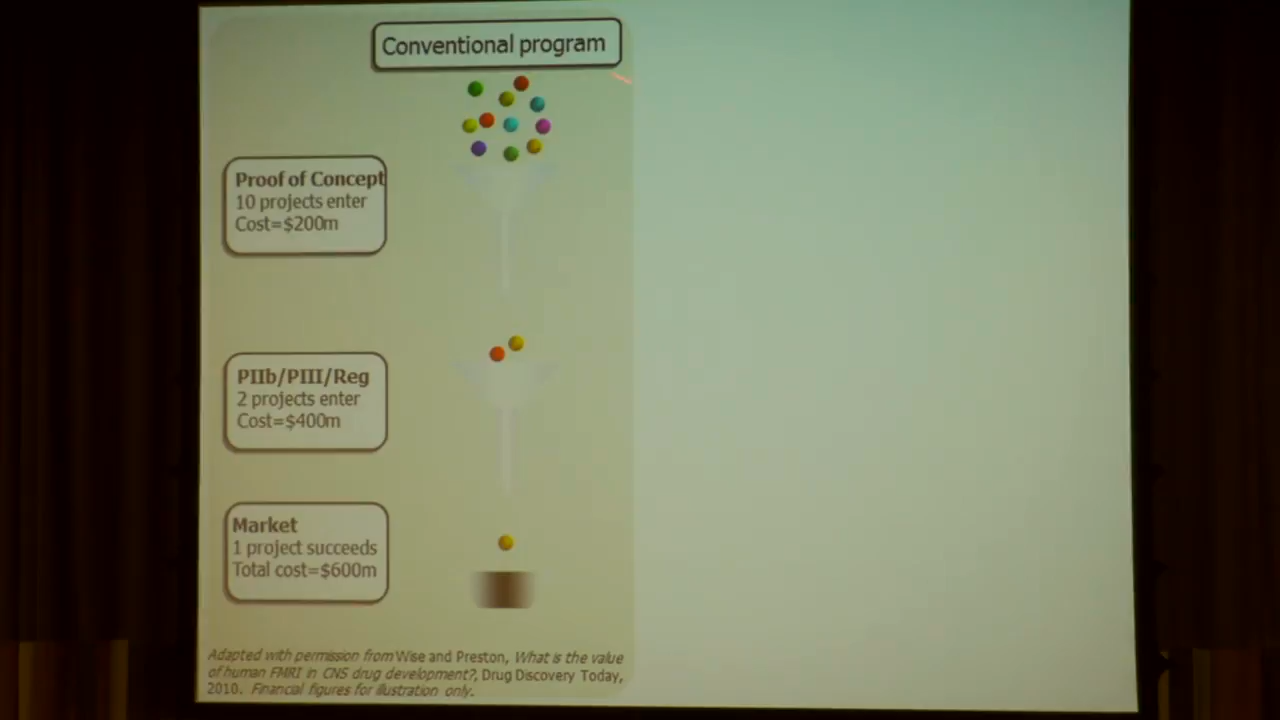 Conventional program
Proof of Concept
10 projects enter
Cost=$200m
PIIb/PIII/Reg
2 projects enter
Cost=$400m
Market
1 project succeeds
Total cost=$600m
Adapted with permission from Wise and Preston, What is the value
of human FMRI in CNS drug development?, Drug Discovery Today,
2010. Financial figures for illustration only.